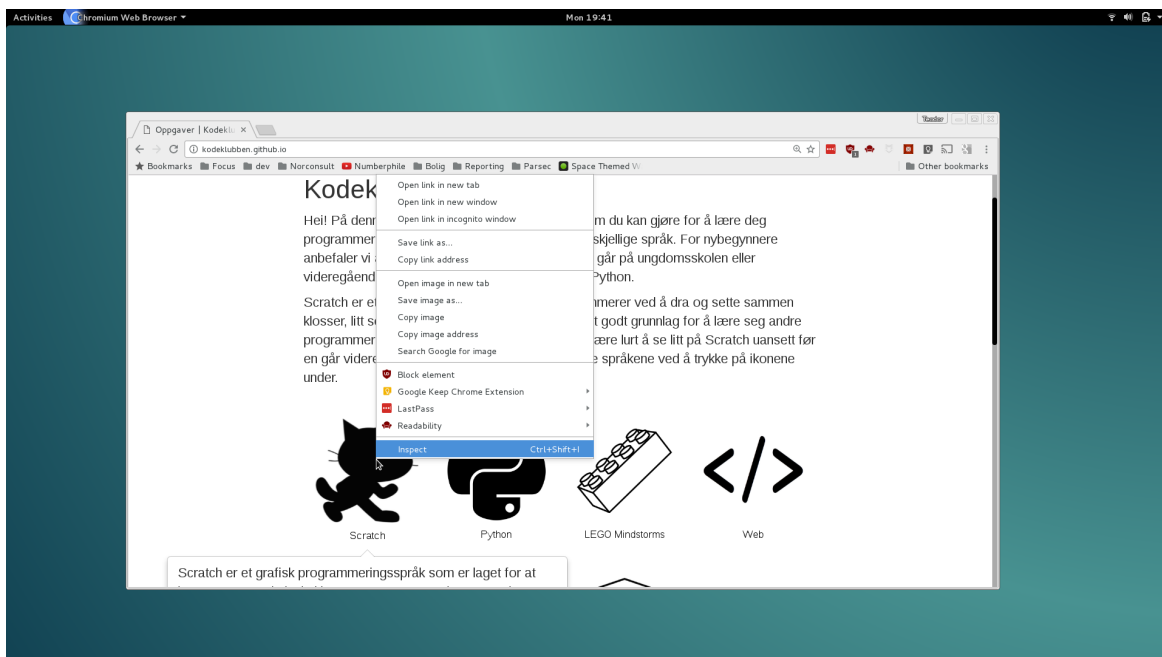 Activities Chromium Web Browser Mon 19:41
Oppgaver | Kodeklu
kodeklubben.github.io
Bookmarks Focus dev Norconsult Numberphile Bolig Reporting Parsec Space Themed W Other bookmarks
Kodek
Hei! På denn m du kan gjøre for å lære deg
programmer skjellige språk. For nybegynnere
anbefaler vi går på ungdomsskolen eller
videregåend Python.
Scratch er et mmerer ved å dra og sette sammen
klosser, litt s t godt grunnlag for å lære seg andre
programmer ære lurt å se litt på Scratch uansett før
en går videre e språkene ved å trykke på ikonene
under.
Open link in new tab
Open link in new window
Open link in incognito window
Save link as...
Copy link address
Open image in new tab
Save image as...
Copy image
Copy image address
Search Google for image
Block element
Google Keep Chrome Extension
LastPass
Readability
Inspect Ctrl+Shift+I
Scratch Python LEGO Mindstorms Web
Scratch er et grafisk programmeringsspråk som er laget for at